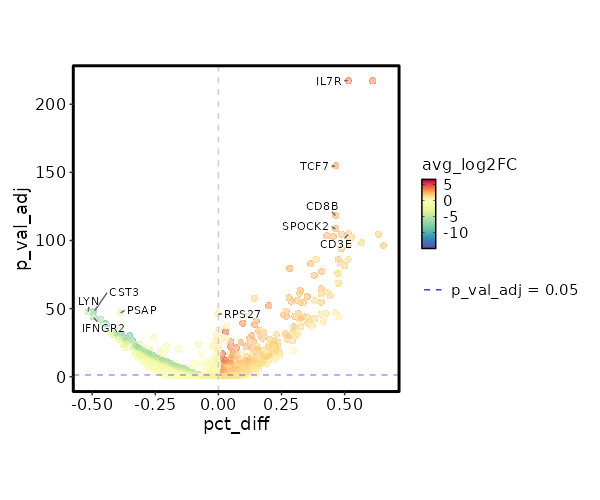 IL7R
TCF7
CD8B
SPOCK2
CD3E
LYN
CST3
PSAP
IFNGR2
RPS27
200
150
100
50
0
-0.50
-0.25
0.00
0.25
0.50
pct_diff
p_val_adj
avg_log2FC
5
0
-5
-10
p_val_adj = 0.05